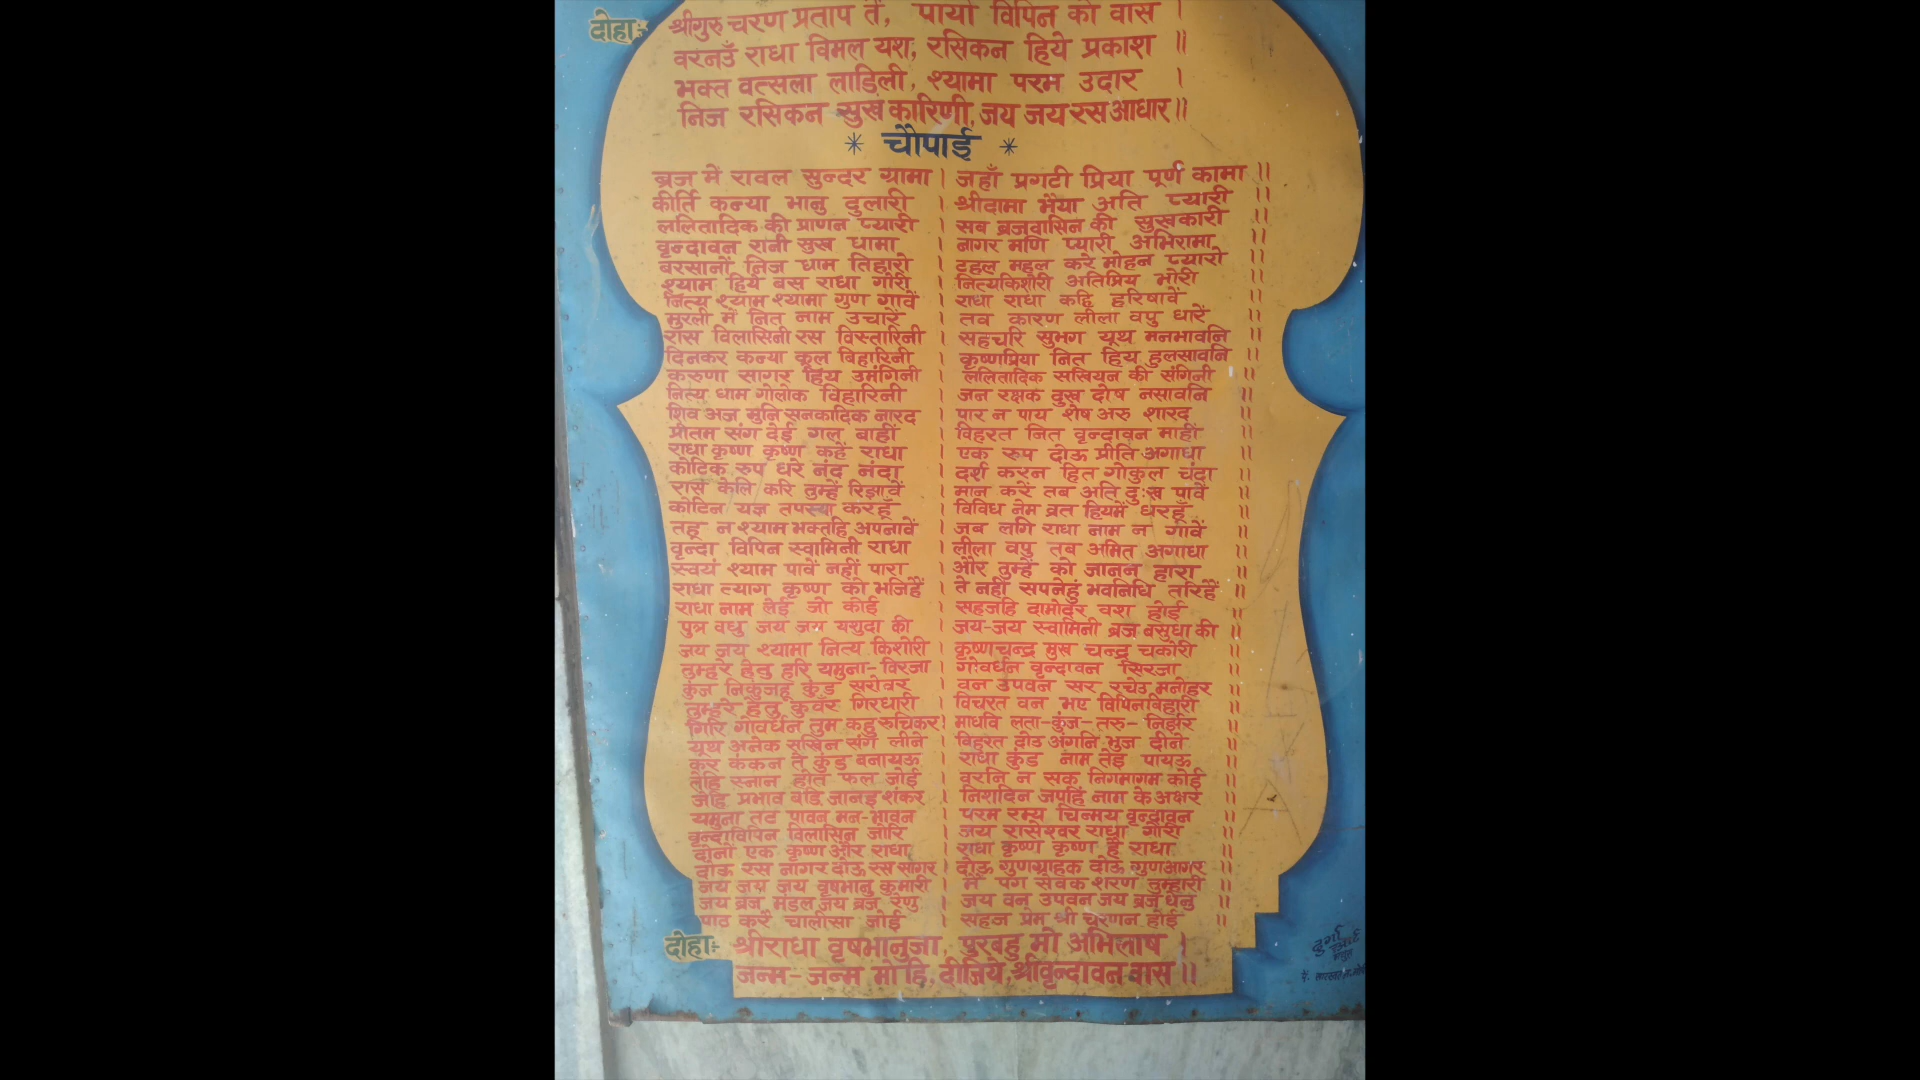 दोहा:- श्रीगुरु चरण प्रताप तें, पायो विपिन को वास ।
वरनउँ राधा विमल यश, रसिकन हिये प्रकाश ॥
भक्त वत्सला लाडिली, श्यामा परम उदार ।
निज रसिकन सुख कारिणी, जय जय रस आधार॥
* चौपाई *
ब्रज में रावल सुन्दर यामा । जहाँ प्रगटी प्रिया पूर्ण कामा ॥
कीर्ति कन्या भानु दुलारी । श्रीदामा भैया अति प्यारी ॥
ललितादिक की प्राणन प्यारी । सब ब्रजवासिन की सुखकारी ॥
वृन्दावन रानी सुख धामा । नागर मणि प्यारी अभिरामा ॥
बरसानों निज धाम तिहारो । टहल महल करे मोहन प्यारो ॥
श्याम हिये बस राधा गोरी । नित्यकिशोरी अतिप्रिय भोरी ॥
नित्य श्याम श्यामा गुण गावें । राधा राधा कहि हरिषावें ॥
मुरली में नित नाम उचारें । तव कारण लीला वपु धारें ॥
रास विलासिनी रस विस्तारिनी । सहचरि सुभग यूथ मनभावनि ॥
दिनकर कन्या कूल बिहारिनी । कृष्णप्रिया नित हिय हुलसावनि ॥
करुणा सागर हिय उमंगिनी । ललितादिक सखियन की संगिनी ॥
नित्य धाम गोलोक विहारिनी । जन रक्षक दुख दोष नसावनि ॥
शिव अज मुनि सनकादिक नारद । पार न पाय शेष अरु शारद ॥
प्रीतम संग देई गल बाहीं । विहरत नित वृन्दावन माहीं ॥
राधा कृष्ण कृष्ण कहें राधा । एक रुप दोऊ प्रीति अगाधा ॥
कोटिक रुप धरे नंद नंदा । दर्श करन हित गोकुल चंदा ॥
रास केलि करि तुम्हें रिझावें । मान करें तब अति दुःख पावें ॥
कोटिन यज्ञ तपस्या करहूँ । विविध नेम व्रत हियमें धरहूँ ॥
तहू न श्याम भक्तहि अपनावें । जब लगि राधा नाम न गावें ॥
वृन्दा विपिन स्वामिनी राधा । लीला वपु तब अमित अगाधा ॥
स्वयं श्याम पावें नहीं पारा । और तुम्हें को जानन हारा ॥
राधा त्याग कृष्ण को भजिहैं । ते नहीं सपनेहुं भवनिधि तरिहैं ॥
राधा नाम लेई जो कोई । सहजहि दामोदर वश होई ॥
पुत्र वधु जय जय यशुदा की । जय-जय स्वामिनी ब्रज बसुधा की ॥
जय जय श्यामा नित्य किशोरी । कृष्णचन्द्र मुख चन्द्र चकोरी ॥
तुम्हरे हेतु हरि यमुना-विरजा । गोवर्धन वृन्दावन सिरजा ॥
कुंज निकुंजहू कुंड सरोवर । वन उपवन सर रचेउ मनोहर ॥
तुम्हरे हेतु कुवँर गिरधारी । विचरत वन भए विपिनबिहारी ॥
गिरि गोवर्धन तुम कहु रुचिकर। माधवि लता-कुंज-तरु-निर्झर ॥
यूथ अनेक सखिन संग लीने । विहरत दोउ अंगनि भुज दीने ॥
कर कंकन ते कुंड बनायऊ । राधा कुंड नाम तेइ पायऊ ॥
तेहि स्नान होत फल जोई । वरनि न सक निगमागम कोई ॥
जेहि प्रभाव जानइ शंकर । निशदिन जपहिं नाम के अक्षर ॥
यमुना तट पावन मन-भावन । परम रम्य चिन्मय वृन्दावन ॥
वृन्दाविपिन विलासिन जोरि । जय रासेश्वर राधा गोरी ॥
दोनों एक कृष्ण और राधा । राधा कृष्ण कृष्ण है राधा ॥
दोऊ रस नागर दोऊ रस सागर । दोऊ गुणग्राहक दोऊ गुणआगर ॥
जय जय जय वृषभानु कुमारी । में पग सेवक शरण तुम्हारी ॥
जय ब्रज मंडल जय ब्रज रेणु । जय वन उपवन जय ब्रज धेनु ॥
पाठ करै चालीसा जोई । सहज प्रेम श्री चरणन होई ॥
दोहा:- श्रीराधा वृषभानुजा, पुरबहु मो अभिलाष ।
जन्म-जन्म मोहि, दीजिये, श्रीवृन्दावन वास ॥
दुर्गा